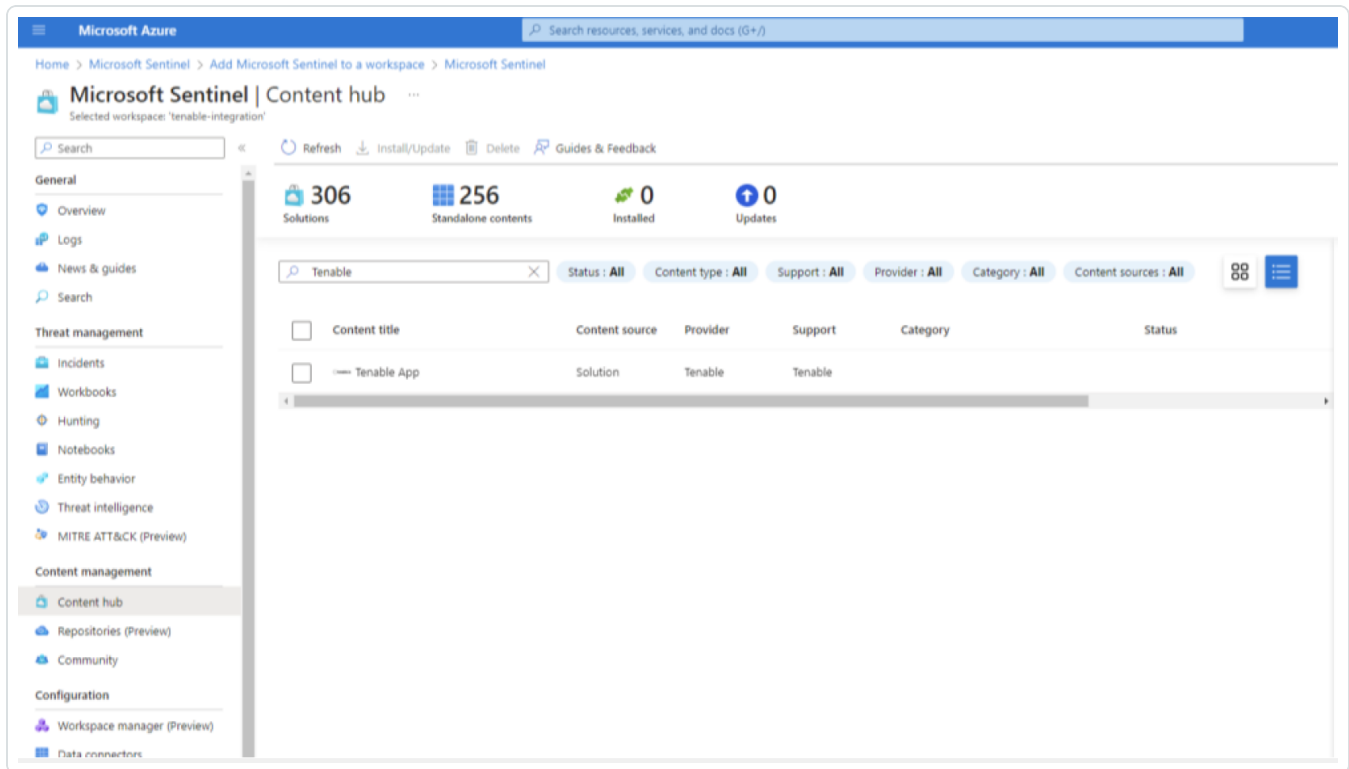 Microsoft Azure
Search resources, services, and docs (G+/)
Home > Microsoft Sentinel > Add Microsoft Sentinel to a workspace > Microsoft Sentinel
Microsoft Sentinel | Content hub ...
Selected workspace: 'tenable-integration'
Search «
Refresh Install/Update Delete Guides & Feedback
General
Overview
Logs
News & guides
Search
Threat management
Incidents
Workbooks
Hunting
Notebooks
Entity behavior
Threat intelligence
MITRE ATT&CK (Preview)
Content management
Content hub
Repositories (Preview)
Community
Configuration
Workspace manager (Preview)
Data connectors
306 256 0 0
Solutions Standalone contents Installed Updates
Tenable Status : All Content type : All Support : All Provider : All Category : All Content sources : All
Content title Content source Provider Support Category Status
Tenable App Solution Tenable Tenable